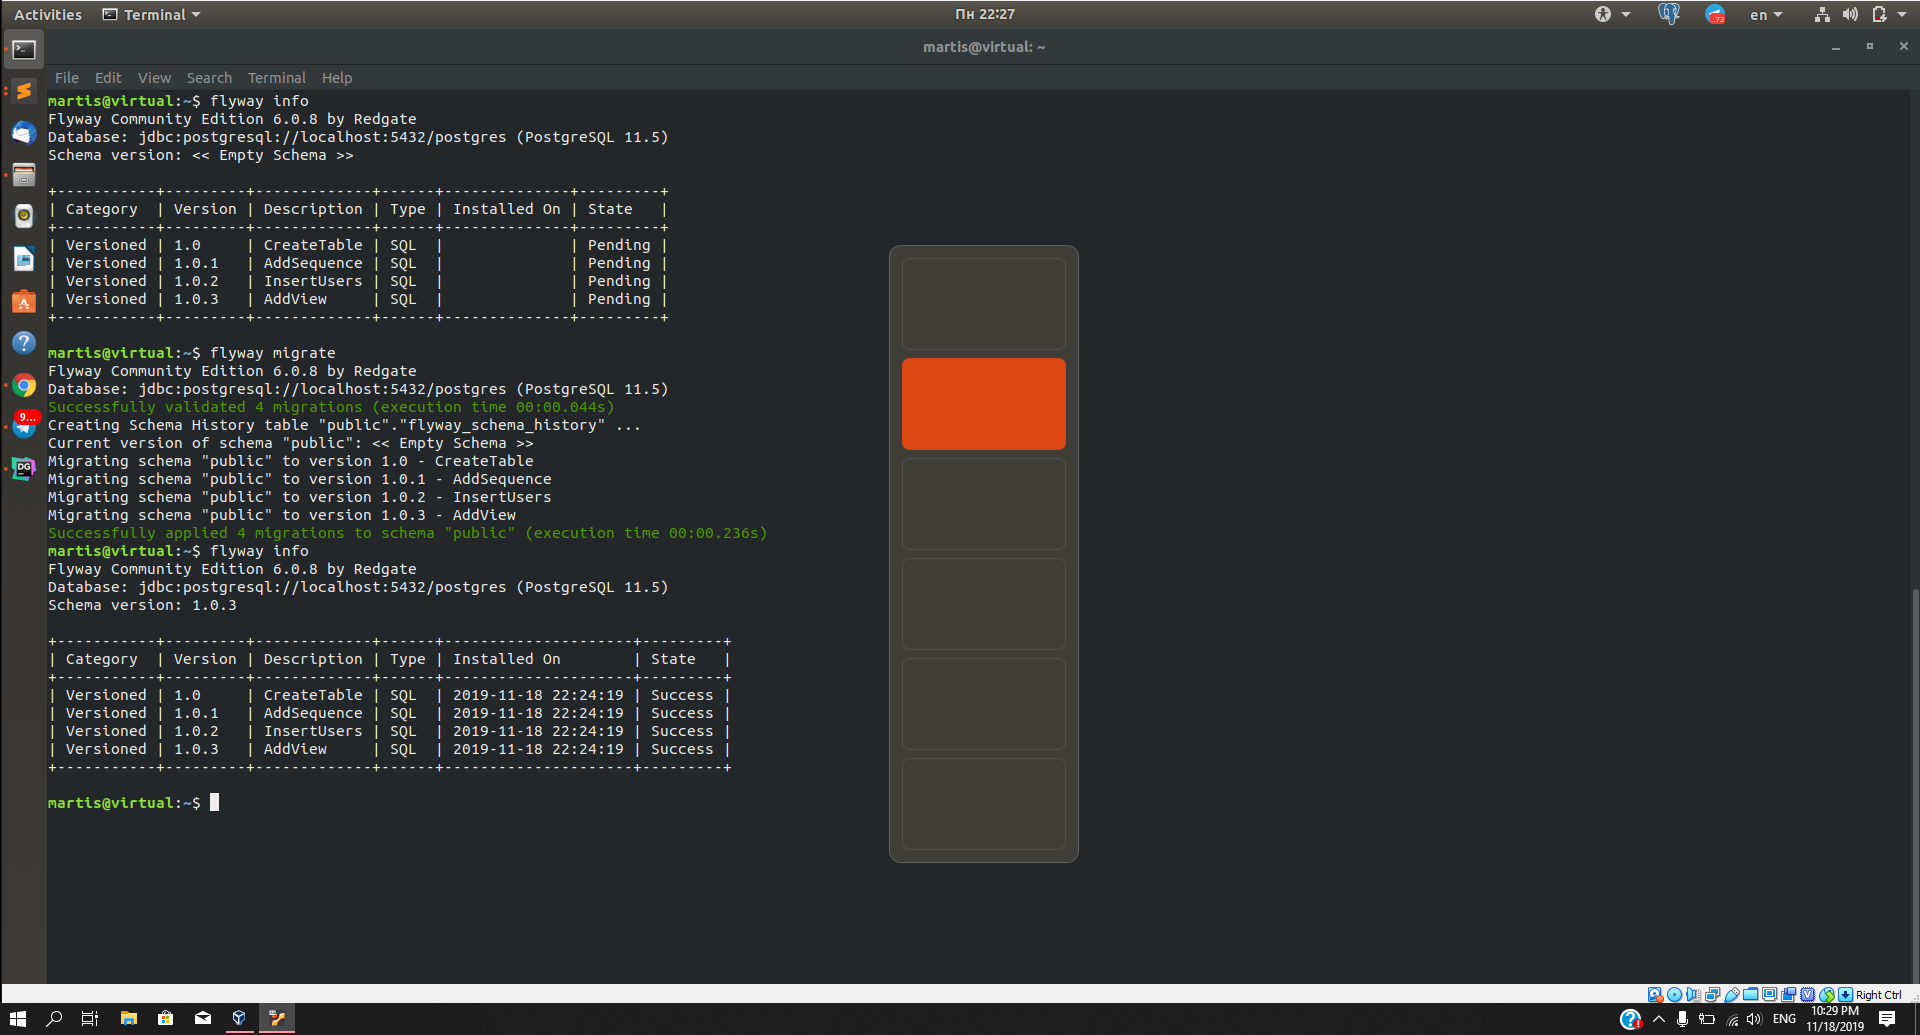 Activities Terminal Пн 22:27 72 en
martis@virtual: ~
File Edit View Search Terminal Help
martis@virtual:~$ flyway info
Flyway Community Edition 6.0.8 by Redgate
Database: jdbc:postgresql://localhost:5432/postgres (PostgreSQL 11.5)
Schema version: << Empty Schema >>
+-----------+---------+-------------+------+--------------+---------+
| Category  | Version | Description | Type | Installed On | State   |
+-----------+---------+-------------+------+--------------+---------+
| Versioned | 1.0     | CreateTable | SQL  |              | Pending |
| Versioned | 1.0.1   | AddSequence | SQL  |              | Pending |
| Versioned | 1.0.2   | InsertUsers | SQL  |              | Pending |
| Versioned | 1.0.3   | AddView     | SQL  |              | Pending |
+-----------+---------+-------------+------+--------------+---------+
martis@virtual:~$ flyway migrate
Flyway Community Edition 6.0.8 by Redgate
Database: jdbc:postgresql://localhost:5432/postgres (PostgreSQL 11.5)
Successfully validated 4 migrations (execution time 00:00.044s)
Creating Schema History table "public"."flyway_schema_history" ...
Current version of schema "public": << Empty Schema >>
Migrating schema "public" to version 1.0 - CreateTable
Migrating schema "public" to version 1.0.1 - AddSequence
Migrating schema "public" to version 1.0.2 - InsertUsers
Migrating schema "public" to version 1.0.3 - AddView
Successfully applied 4 migrations to schema "public" (execution time 00:00.236s)
martis@virtual:~$ flyway info
Flyway Community Edition 6.0.8 by Redgate
Database: jdbc:postgresql://localhost:5432/postgres (PostgreSQL 11.5)
Schema version: 1.0.3
+-----------+---------+-------------+------+---------------------+---------+
| Category  | Version | Description | Type | Installed On        | State   |
+-----------+---------+-------------+------+---------------------+---------+
| Versioned | 1.0     | CreateTable | SQL  | 2019-11-18 22:24:19 | Success |
| Versioned | 1.0.1   | AddSequence | SQL  | 2019-11-18 22:24:19 | Success |
| Versioned | 1.0.2   | InsertUsers | SQL  | 2019-11-18 22:24:19 | Success |
| Versioned | 1.0.3   | AddView     | SQL  | 2019-11-18 22:24:19 | Success |
+-----------+---------+-------------+------+---------------------+---------+
martis@virtual:~$
9...
DG
Right Ctrl
ENG
10:29 PM
11/18/2019